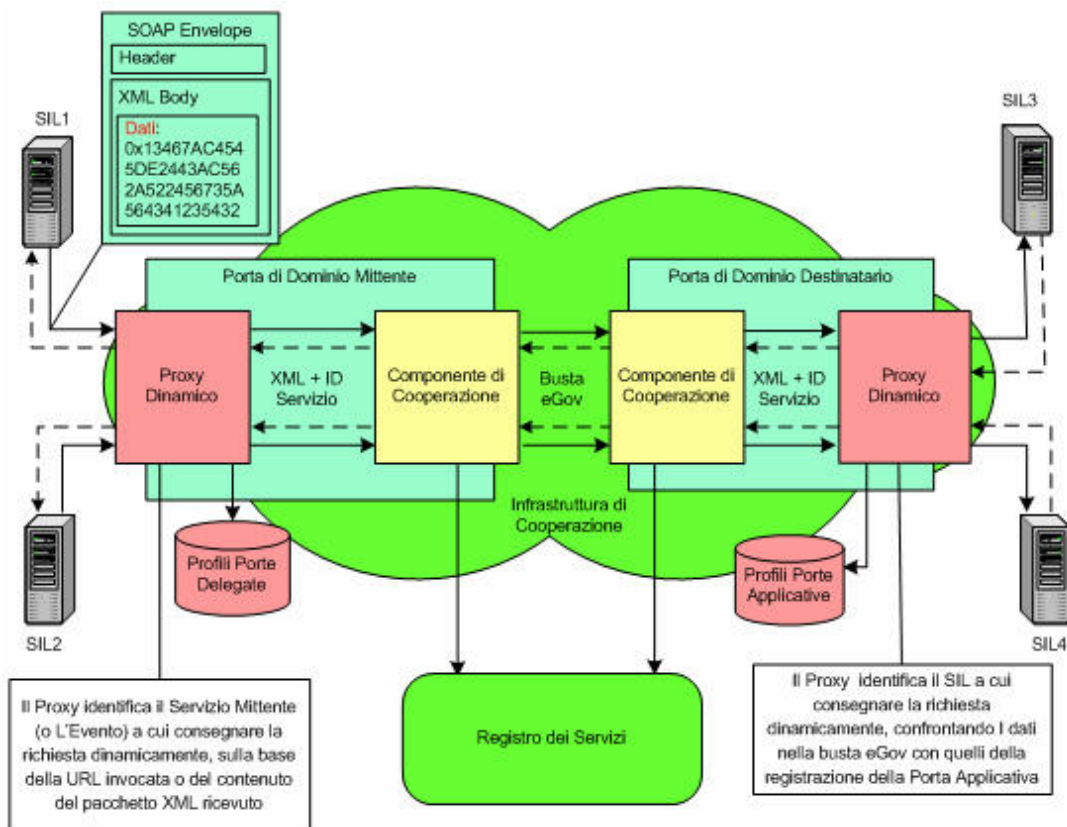 SOAP Envelope
Header
XML Body
Dati:
0x13467AC454
5DE2443AC56
2A522456735A
564341235432
SIL1
SIL3
Porta di Dominio Mittente
Porta di Dominio Destinatario
Proxy
Dinamico
XML + ID
Servizio
Componente di
Cooperazione
Busta
eGov
Componente di
Cooperazione
XML + ID
Servizio
Proxy
Dinamico
Infrastruttura di
Cooperazione
Profili Porte
Delegate
Profili Porte
Applicative
SIL2
SIL4
Il Proxy identifica il Servizio Mittente
(o L'Evento) a cui consegnare la
richiesta dinamicamente, sulla base
della URL invocata o del contenuto
del pacchetto XML ricevuto
Registro dei Servizi
Il Proxy identifica il SIL a cui
consegnare la richiesta
dinamicamente, confrontando I dati
nella busta eGov con quelli della
registrazione della Porta Applicativa